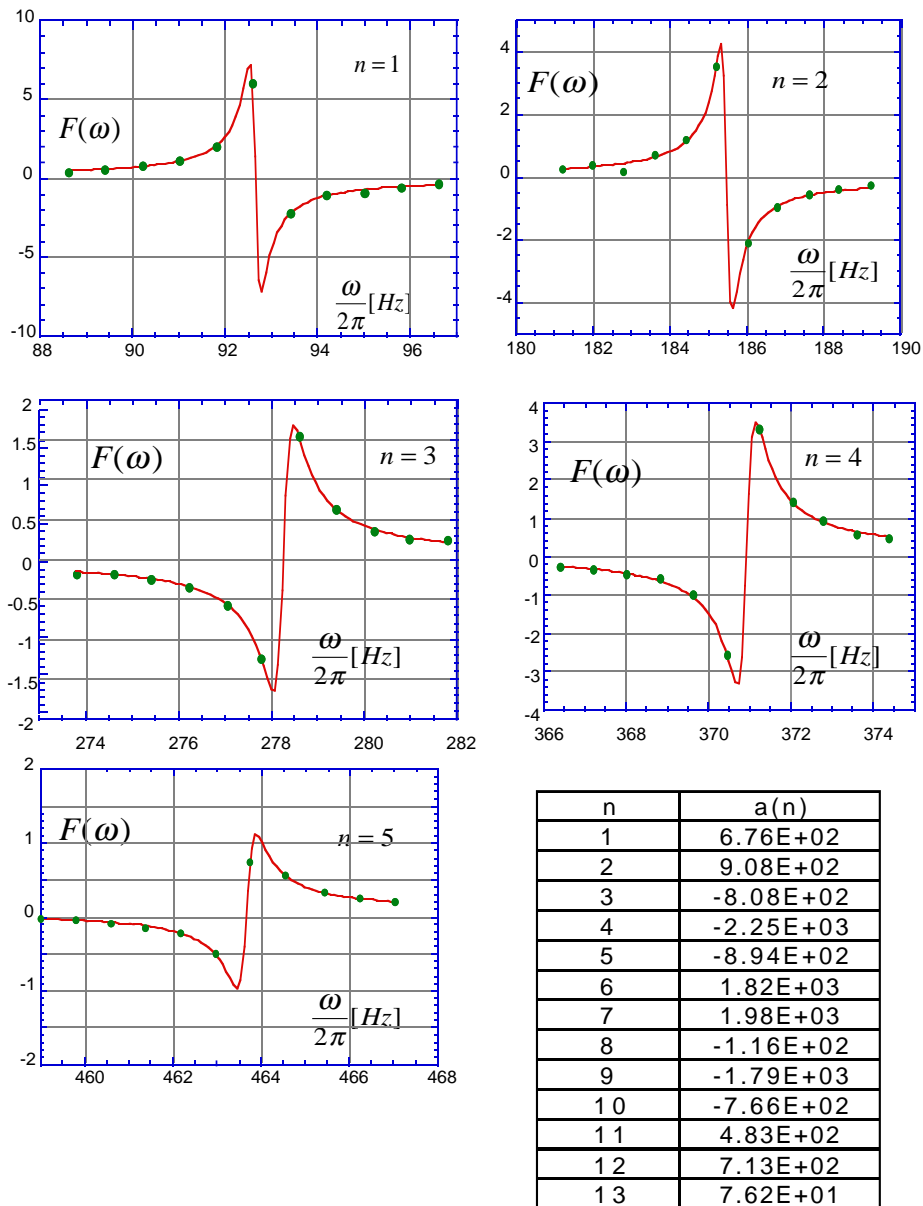 10
5
0
-5
-10
F(ω)
n = 1
ω/2π [Hz]
88 90 92 94 96
4
2
0
-2
-4
F(ω)
n = 2
ω/2π [Hz]
180 182 184 186 188 190
2
1.5
1
0.5
0
-0.5
-1
-1.5
-2
F(ω)
n = 3
ω/2π [Hz]
274 276 278 280 282
4
3
2
1
0
-1
-2
-3
-4
F(ω)
n = 4
ω/2π [Hz]
366 368 370 372 374
2
1
0
-1
-2
F(ω)
n = 5
ω/2π [Hz]
460 462 464 466 468
n a(n)
1 6.76E+02
2 9.08E+02
3 -8.08E+02
4 -2.25E+03
5 -8.94E+02
6 1.82E+03
7 1.98E+03
8 -1.16E+02
9 -1.79E+03
10 -7.66E+02
11 4.83E+02
12 7.13E+02
13 7.62E+01